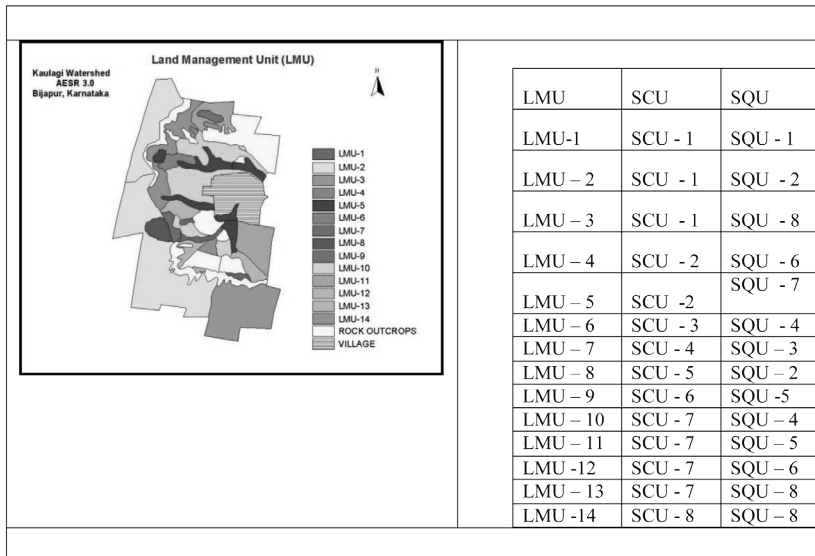 Land Management Unit (LMU)
Kaulagi Watershed
AESR 3.0
Bijapur, Karnataka
N
LMU-1
LMU-2
LMU-3
LMU-4
LMU-5
LMU-6
LMU-7
LMU-8
LMU-9
LMU-10
LMU-11
LMU-12
LMU-13
LMU-14
ROCK OUTCROPS
VILLAGE
LMU SCU SQU
LMU-1 SCU - 1 SQU - 1
LMU – 2 SCU - 1 SQU - 2
LMU – 3 SCU - 1 SQU - 8
LMU – 4 SCU - 2 SQU - 6
LMU – 5 SCU -2 SQU - 7
LMU – 6 SCU - 3 SQU - 4
LMU – 7 SCU - 4 SQU – 3
LMU – 8 SCU - 5 SQU – 2
LMU – 9 SCU - 6 SQU -5
LMU – 10 SCU - 7 SQU – 4
LMU – 11 SCU - 7 SQU – 5
LMU -12 SCU - 7 SQU – 6
LMU – 13 SCU - 7 SQU – 8
LMU -14 SCU - 8 SQU – 8